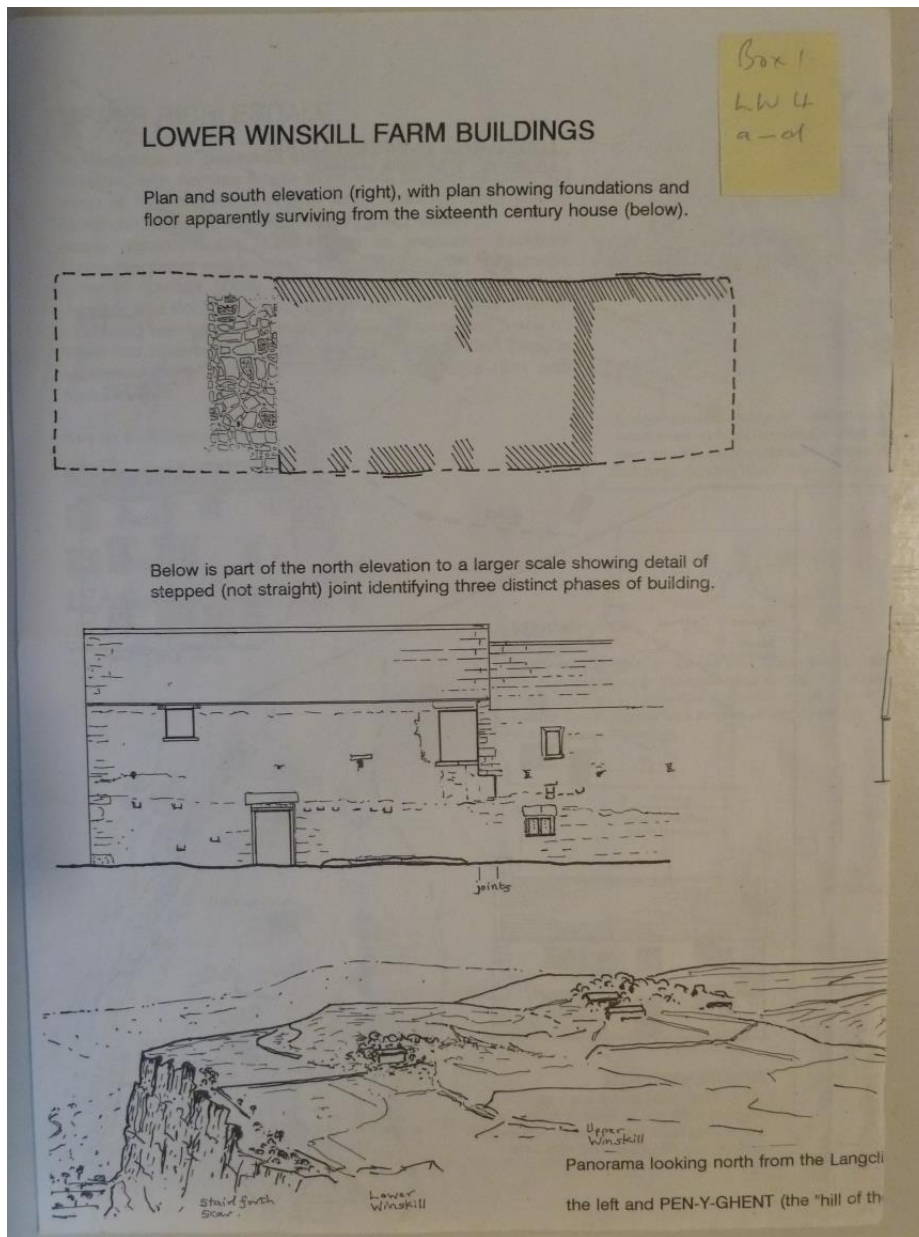 Box 1
LW 4
a-d
LOWER WINSKILL FARM BUILDINGS
Plan and south elevation (right), with plan showing foundations and
floor apparently surviving from the sixteenth century house (below).
Below is part of the north elevation to a larger scale showing detail of
stepped (not straight) joint identifying three distinct phases of building.
joints
Upper
Winskill
Stainforth
Scar.
Lower
Winskill
Panorama looking north from the Langcli
the left and PEN-Y-GHENT (the "hill of th